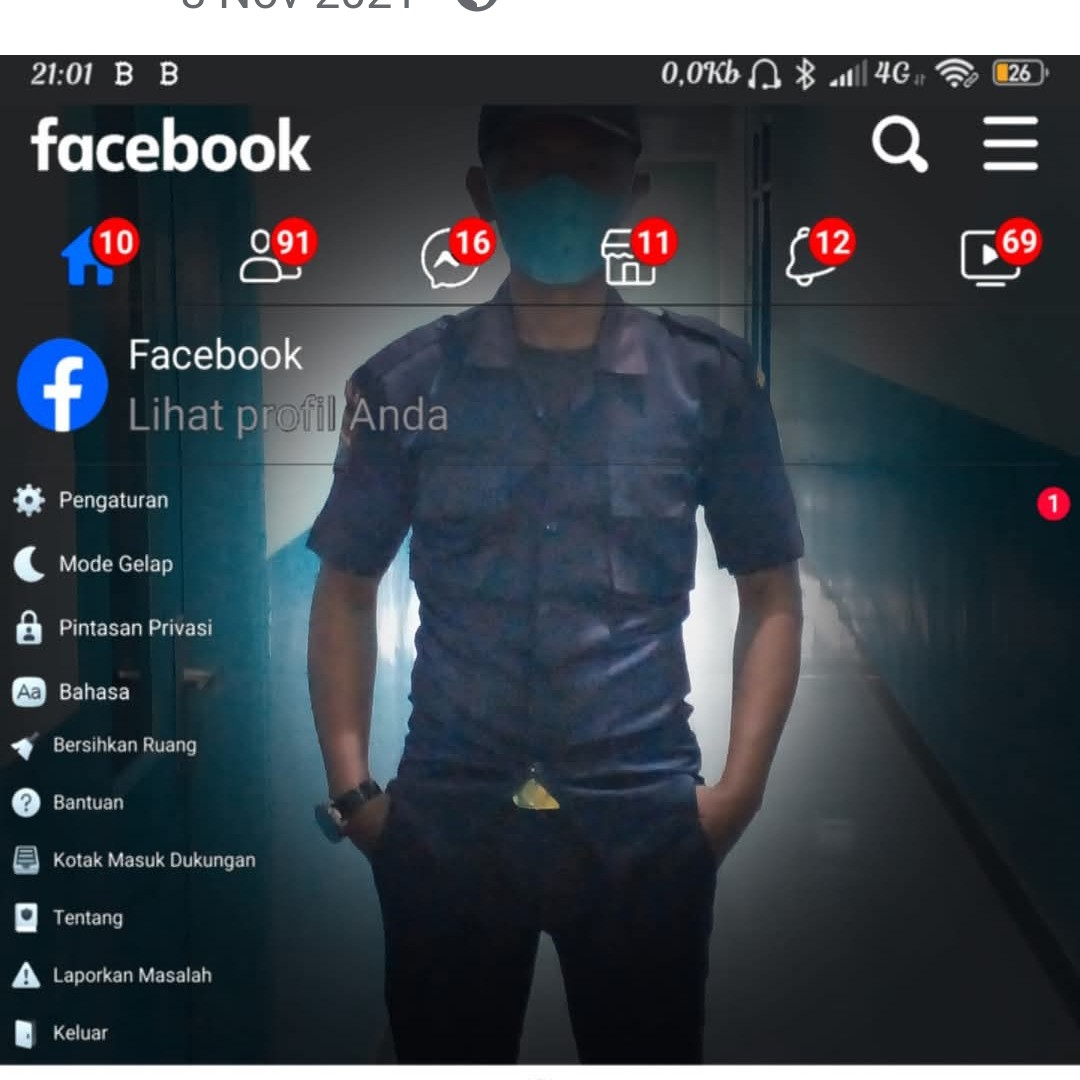 8 Nov 2021
21:01 B B 0,0Kb 4G 26
facebook
10 91 16 11 12 69
Facebook
Lihat profil Anda
Pengaturan 1
Mode Gelap
Pintasan Privasi
Aa Bahasa
Bersihkan Ruang
? Bantuan
Kotak Masuk Dukungan
Tentang
Laporkan Masalah
Keluar